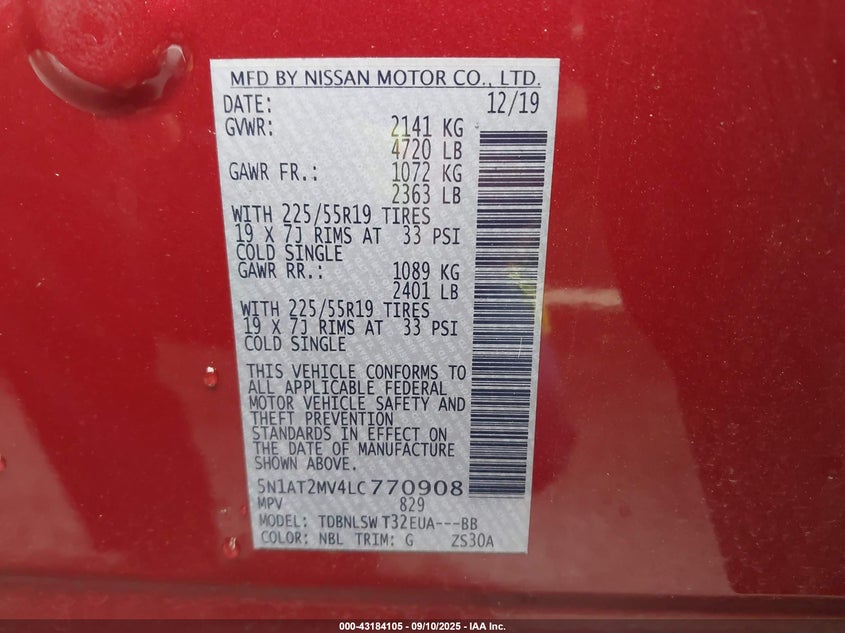 MFD BY NISSAN MOTOR CO., LTD.
DATE: 12/19
GVWR: 2141 KG
4720 LB
GAWR FR.: 1072 KG
2363 LB
WITH 225/55R19 TIRES
19 X 7J RIMS AT 33 PSI
COLD SINGLE
GAWR RR.: 1089 KG
2401 LB
WITH 225/55R19 TIRES
19 X 7J RIMS AT 33 PSI
COLD SINGLE
THIS VEHICLE CONFORMS TO
ALL APPLICABLE FEDERAL
MOTOR VEHICLE SAFETY AND
THEFT PREVENTION
STANDARDS IN EFFECT ON
THE DATE OF MANUFACTURE
SHOWN ABOVE.
5N1AT2MV4LC770908
MPV 829
MODEL: TDBNLSW T32EUA---BB
COLOR: NBL TRIM: G ZS30A
000-43184105 - 09/10/2025 - IAA Inc.